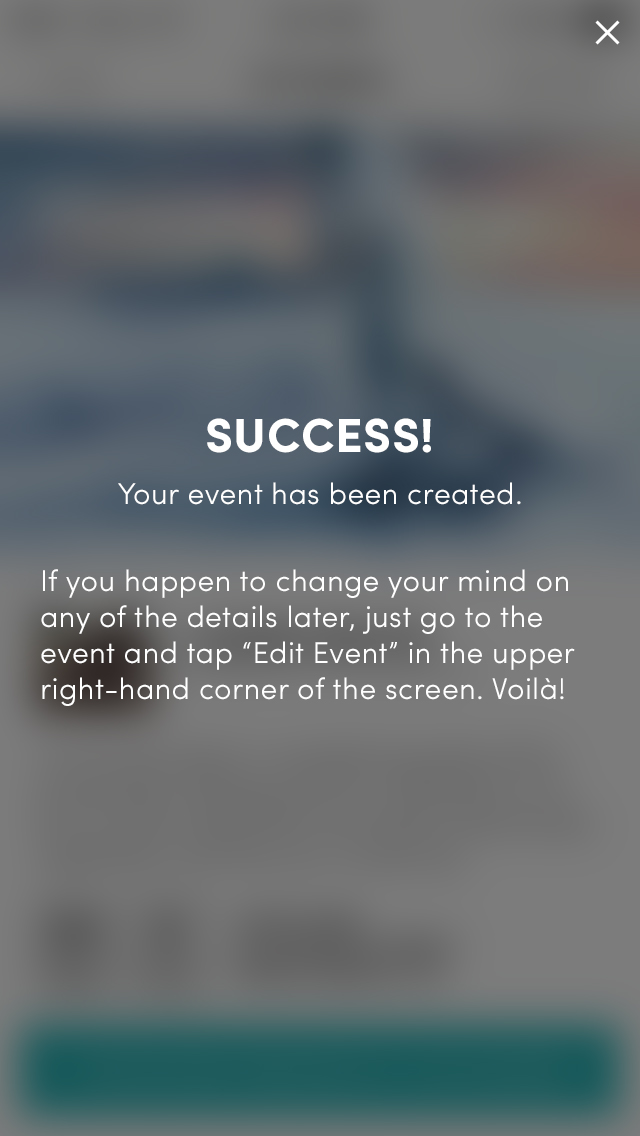 SUCCESS!
Your event has been created.
If you happen to change your mind on
any of the details later, just go to the
event and tap “Edit Event” in the upper
right-hand corner of the screen. Voilà!